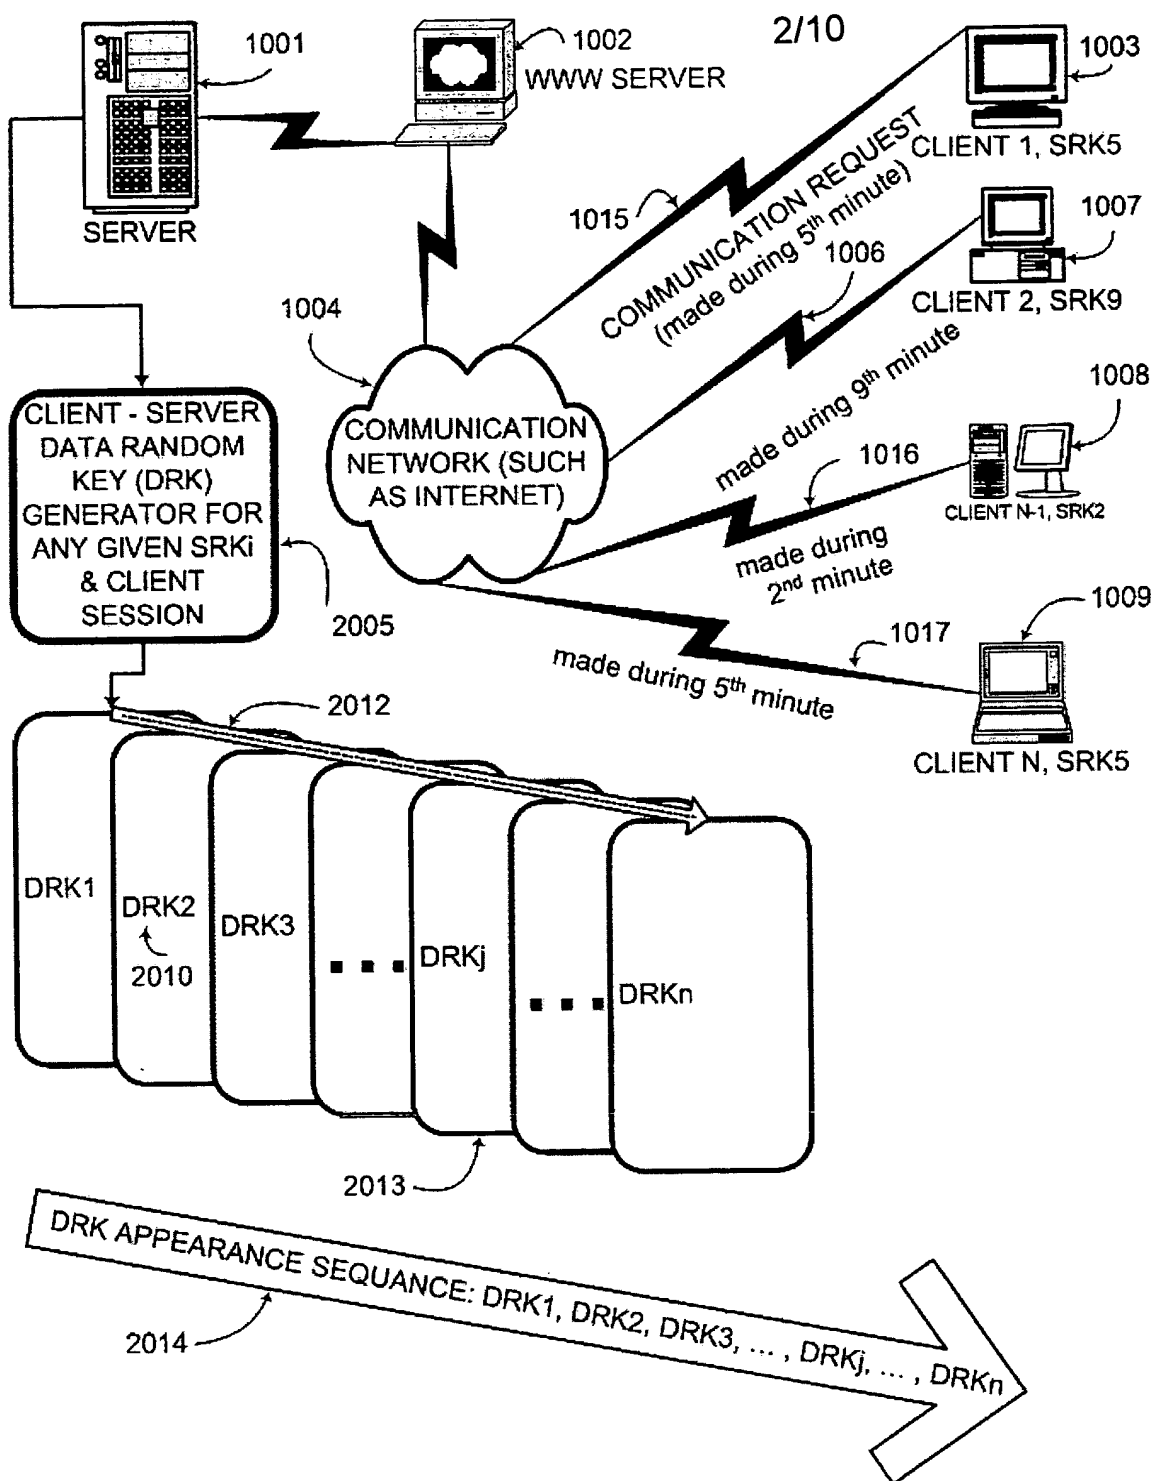 2/10
1001
1002
WWW SERVER
1003
CLIENT 1, SRK5
SERVER
1015
COMMUNICATION REQUEST
(made during 5th minute)
1006
1007
CLIENT 2, SRK9
1004
COMMUNICATION
NETWORK (SUCH
AS INTERNET)
made during 9th minute
1008
1016
CLIENT N-1, SRK2
made during
2nd minute
CLIENT - SERVER
DATA RANDOM
KEY (DRK)
GENERATOR FOR
ANY GIVEN SRKi
& CLIENT
SESSION
2005
1009
1017
made during 5th minute
CLIENT N, SRK5
2012
DRK1
DRK2
2010
DRK3
...
DRKj
...
DRKn
2013
DRK APPEARANCE SEQUANCE: DRK1, DRK2, DRK3, ... , DRKj, ... , DRKn
2014